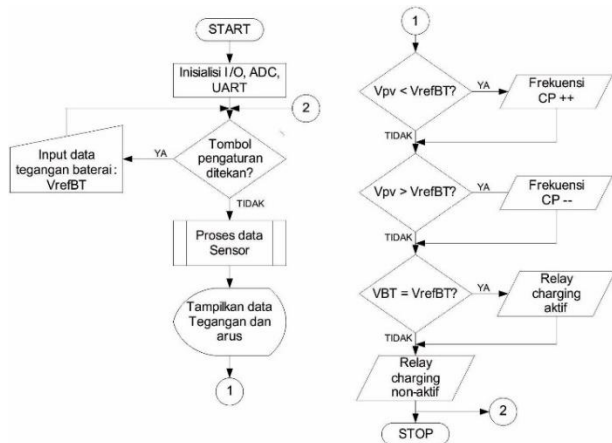 START
Inisialisi I/O, ADC,
UART
2
Tombol
pengaturan
ditekan?
YA
Input data
tegangan baterai:
VrefBT
TIDAK
Proses data
Sensor
Tampilkan data
Tegangan dan
arus
1
1
Vpv < VrefBT?
YA
Frekuensi
CP ++
TIDAK
Vpv > VrefBT?
YA
Frekuensi
CP --
TIDAK
VBT = VrefBT?
YA
Relay
charging
aktif
TIDAK
Relay
charging
non-aktif
2
STOP